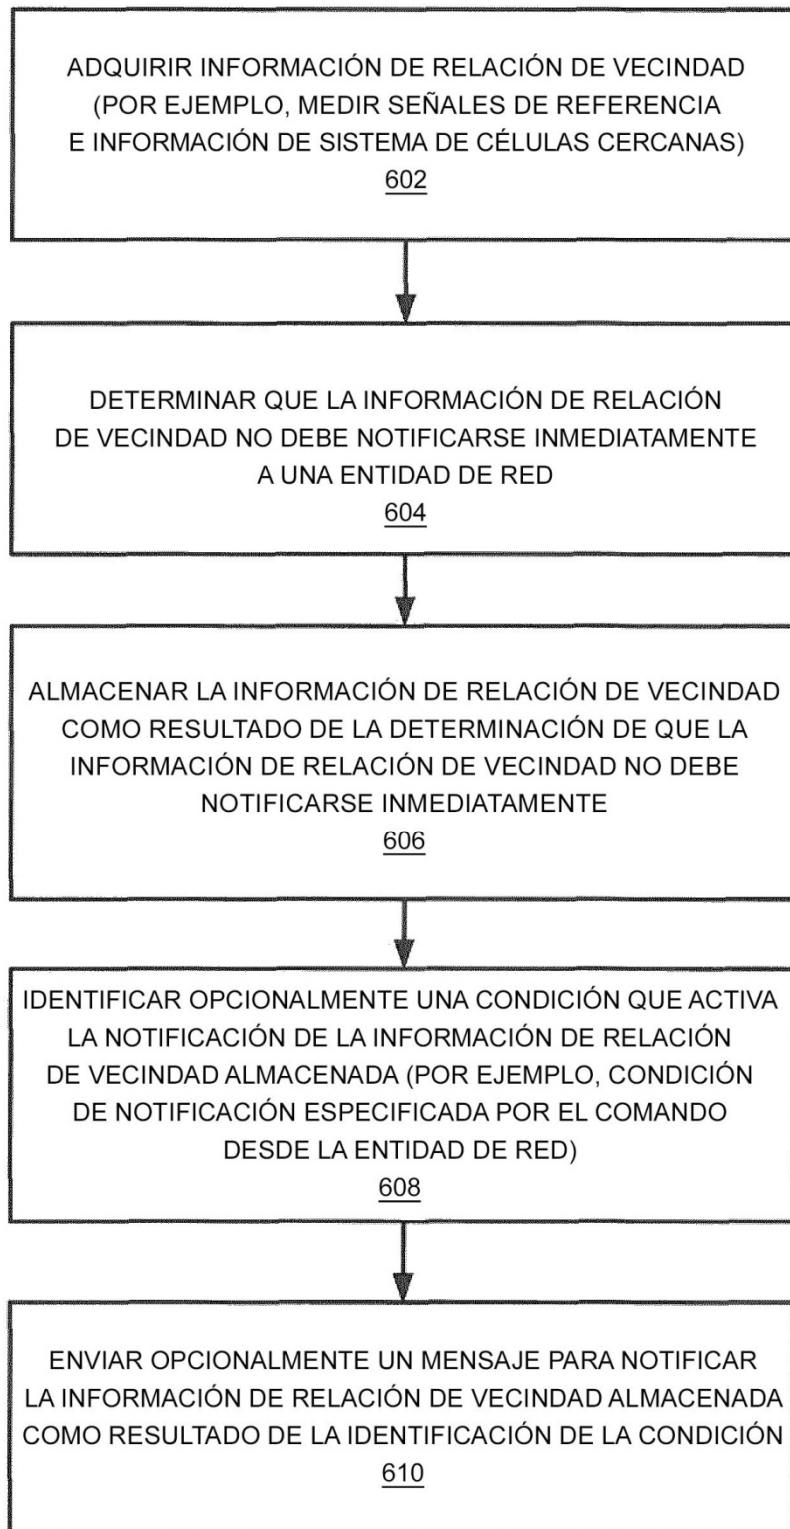 ADQUIRIR INFORMACIÓN DE RELACIÓN DE VECINDAD
(POR EJEMPLO, MEDIR SEÑALES DE REFERENCIA
E INFORMACIÓN DE SISTEMA DE CÉLULAS CERCANAS)
602
DETERMINAR QUE LA INFORMACIÓN DE RELACIÓN
DE VECINDAD NO DEBE NOTIFICARSE INMEDIATAMENTE
A UNA ENTIDAD DE RED
604
ALMACENAR LA INFORMACIÓN DE RELACIÓN DE VECINDAD
COMO RESULTADO DE LA DETERMINACIÓN DE QUE LA
INFORMACIÓN DE RELACIÓN DE VECINDAD NO DEBE
NOTIFICARSE INMEDIATAMENTE
606
IDENTIFICAR OPCIONALMENTE UNA CONDICIÓN QUE ACTIVA
LA NOTIFICACIÓN DE LA INFORMACIÓN DE RELACIÓN
DE VECINDAD ALMACENADA (POR EJEMPLO, CONDICIÓN
DE NOTIFICACIÓN ESPECIFICADA POR EL COMANDO
DESDE LA ENTIDAD DE RED)
608
ENVIAR OPCIONALMENTE UN MENSAJE PARA NOTIFICAR
LA INFORMACIÓN DE RELACIÓN DE VECINDAD ALMACENADA
COMO RESULTADO DE LA IDENTIFICACIÓN DE LA CONDICIÓN
610